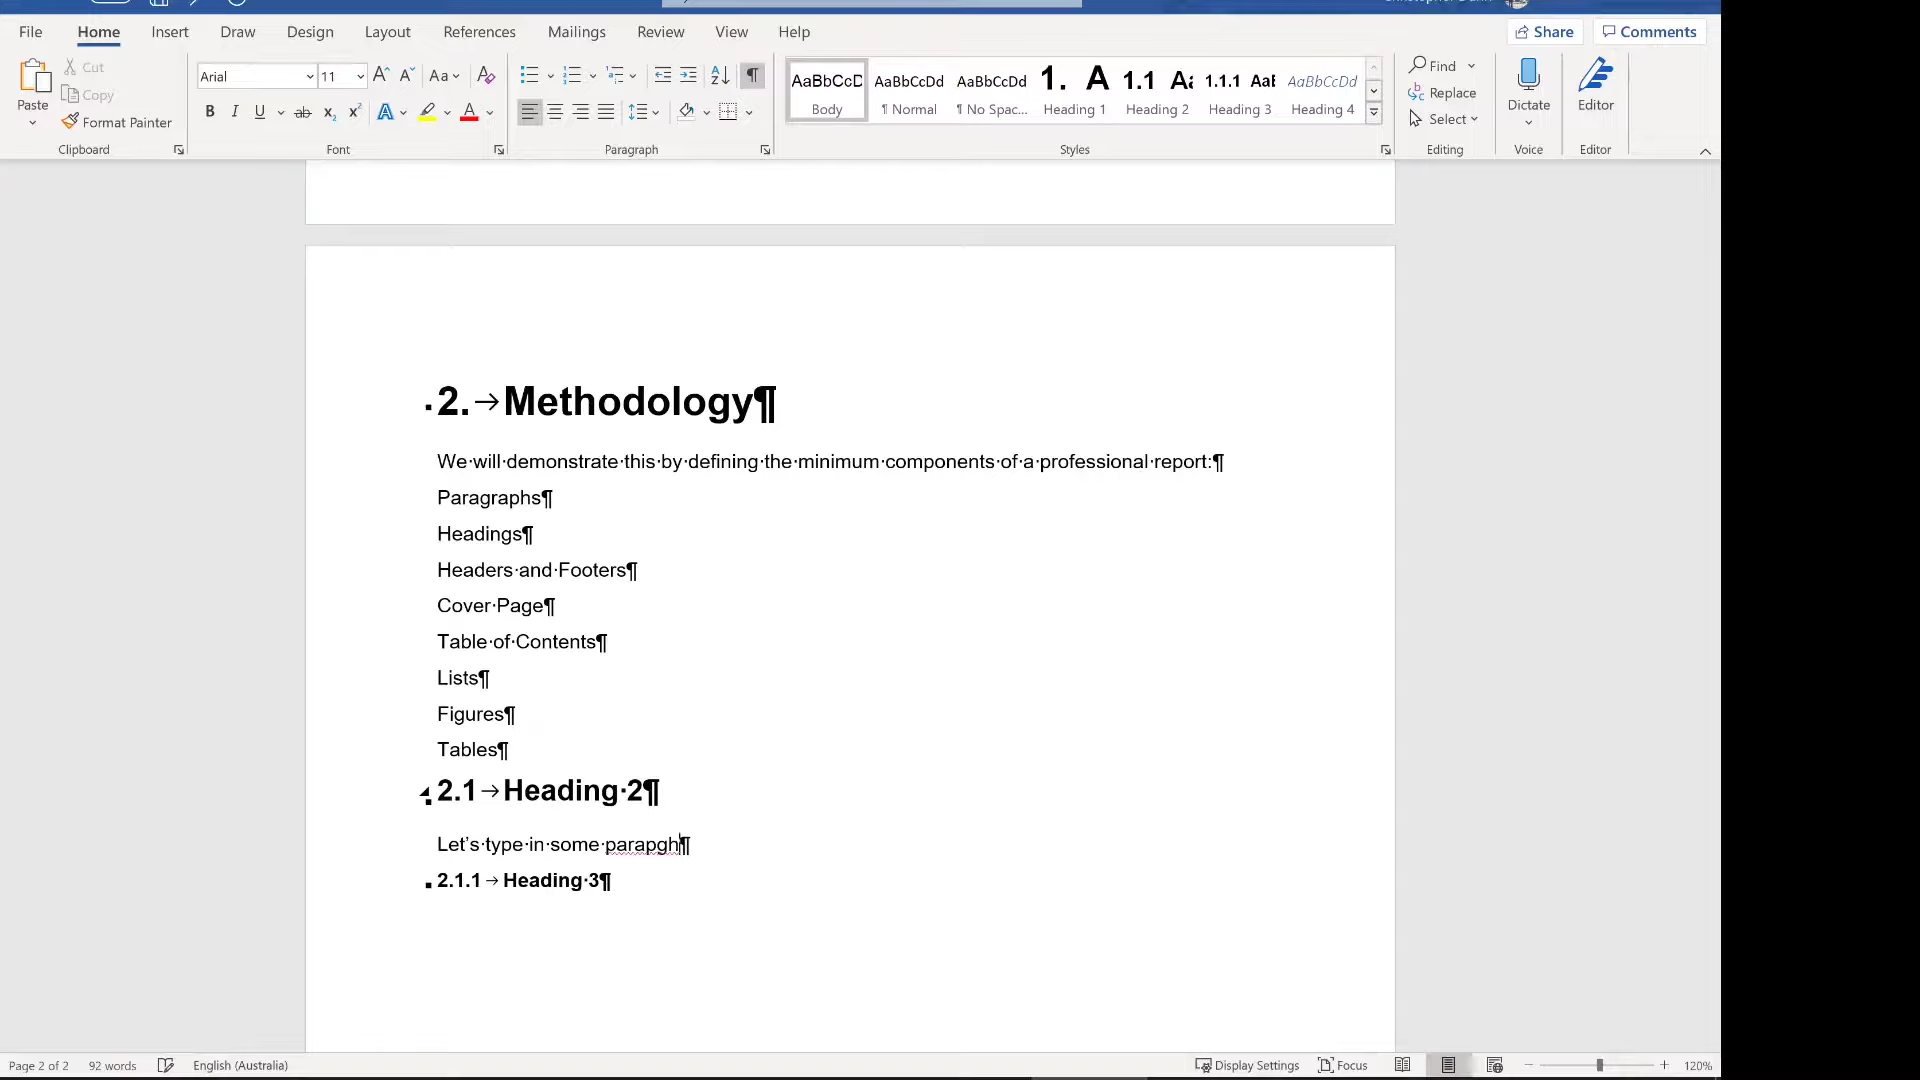 File Home Insert Draw Design Layout References Mailings Review View Help Share Comments
Paste Cut Copy Format Painter
Arial 11 Aa
AaBbCcD AaBbCcDd AaBbCcDd 1. A 1.1 Aa 1.1.1 AaB AaBbCcDd
Body ¶ Normal ¶ No Spac... Heading 1 Heading 2 Heading 3 Heading 4
Find Replace Select Dictate Editor
Clipboard Font Paragraph Styles Editing Voice Editor
2.→Methodology¶
We·will·demonstrate·this·by·defining·the·minimum·components·of·a·professional·report:¶
Paragraphs¶
Headings¶
Headers·and·Footers¶
Cover·Page¶
Table·of·Contents¶
Lists¶
Figures¶
Tables¶
2.1→Heading·2¶
Let’s·type·in·some·parapgh¶
2.1.1→Heading·3¶
Page 2 of 2 92 words English (Australia) Display Settings Focus 120%